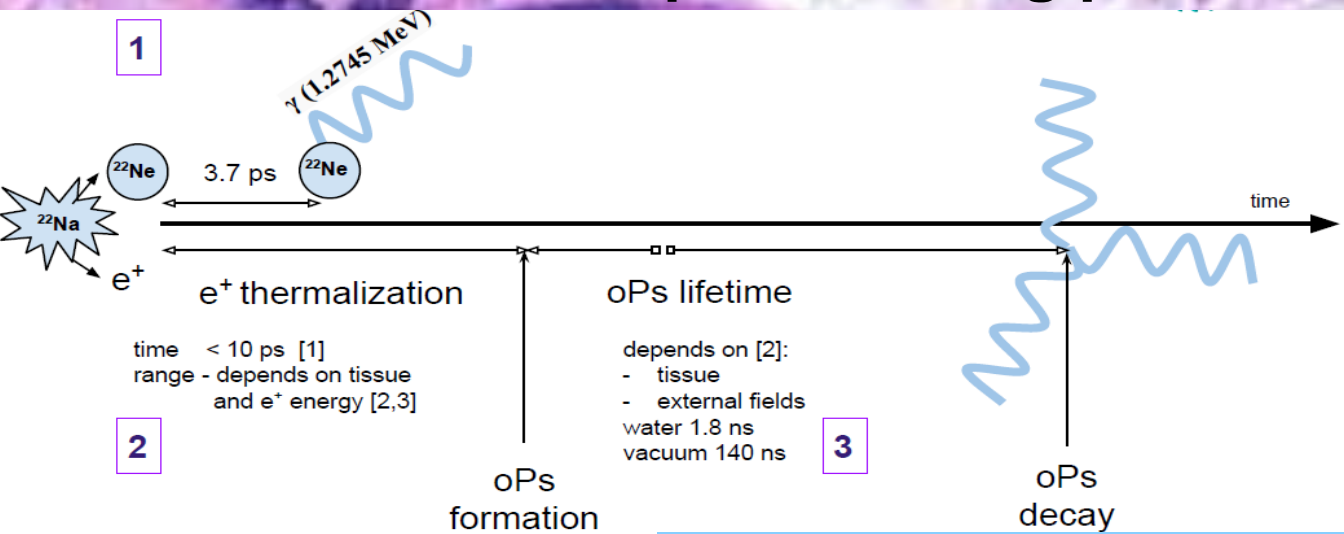 1
γ (1.2745 MeV)
²²Ne
3.7 ps
²²Ne
time
²²Na
e⁺
e⁺ thermalization
oPs lifetime
time < 10 ps [1]
range - depends on tissue
and e⁺ energy [2,3]
depends on [2]:
- tissue
- external fields
water 1.8 ns
vacuum 140 ns
2
3
oPs
formation
oPs
decay